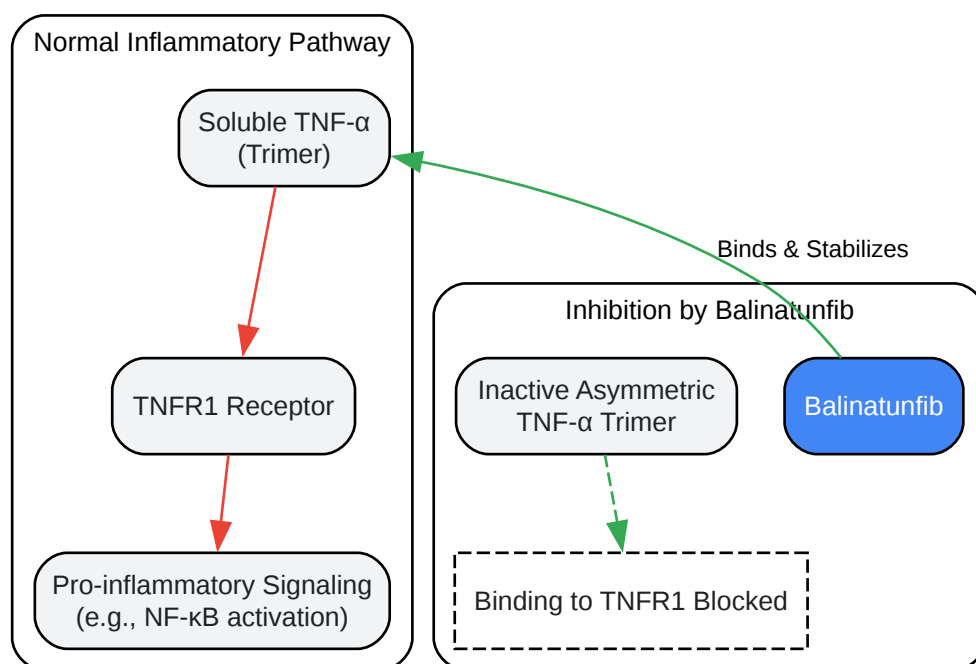 Normal Inflammatory Pathway
Soluble TNF-α
(Trimer)
TNFR1 Receptor
Pro-inflammatory Signaling
(e.g., NF-κB activation)
Binds & Stabilizes
Inhibition by Balinatunfib
Inactive Asymmetric
TNF-α Trimer
Balinatunfib
Binding to TNFR1 Blocked